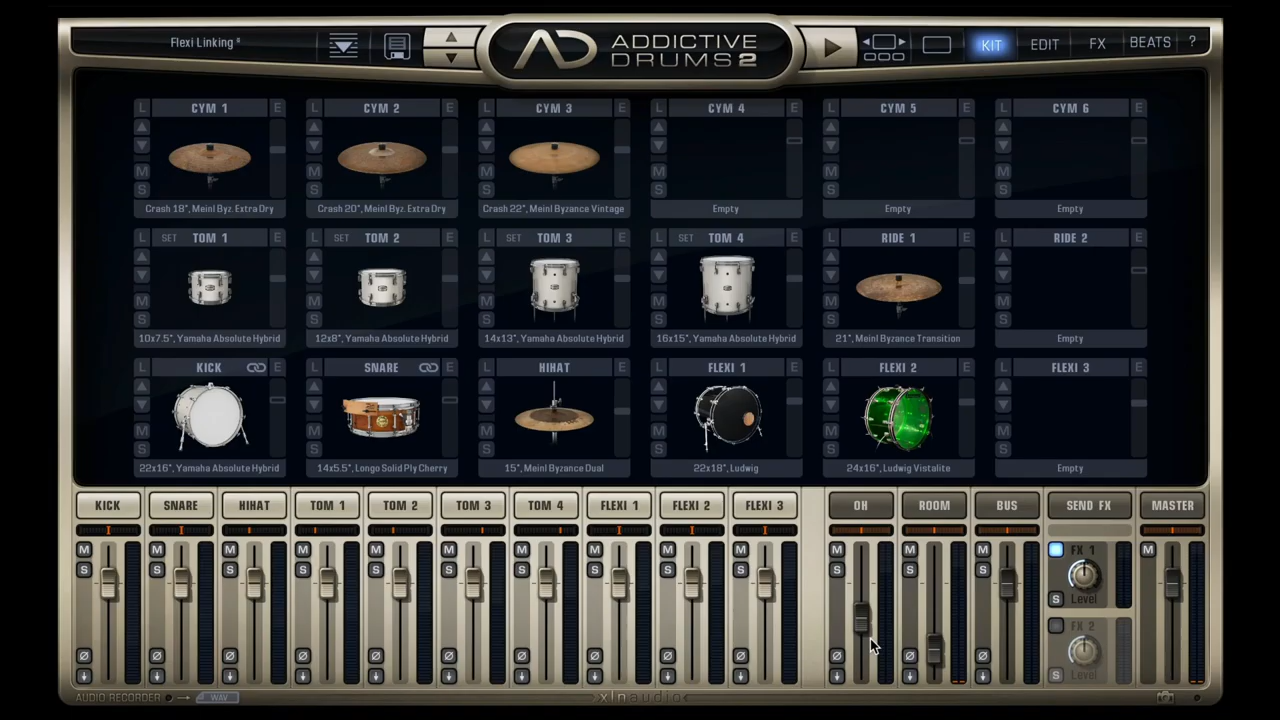 Flexi Linking *
ADDICTIVE
DRUMS 2
KIT EDIT FX BEATS ?
L CYM 1 E L CYM 2 E L CYM 3 E L CYM 4 E L CYM 5 E L CYM 6 E
M M M M M M
S S S S S S
Crash 18", Meinl Byz. Extra Dry Crash 20", Meinl Byz. Extra Dry Crash 22", Meinl Byzance Vintage Empty Empty Empty
L SET TOM 1 E L SET TOM 2 E L SET TOM 3 E L SET TOM 4 E L RIDE 1 E L RIDE 2 E
M M M M M M
S S S S S S
10x7.5", Yamaha Absolute Hybrid 12x8", Yamaha Absolute Hybrid 14x13", Yamaha Absolute Hybrid 16x15", Yamaha Absolute Hybrid 21", Meinl Byzance Transition Empty
L KICK E L SNARE E L HIHAT E L FLEXI 1 E L FLEXI 2 E L FLEXI 3 E
M M M M M M
S S S S S S
22x16", Yamaha Absolute Hybrid 14x5.5", Longo Solid Ply Cherry 15", Meinl Byzance Dual 22x18", Ludwig 24x16", Ludwig Vistalite Empty
KICK SNARE HIHAT TOM 1 TOM 2 TOM 3 TOM 4 FLEXI 1 FLEXI 2 FLEXI 3 OH ROOM BUS SEND FX MASTER
M M M M M M M M M M M M M FX 1 M
S S S S S S S S S S S S S
S Level
Ø Ø Ø Ø Ø Ø Ø Ø Ø Ø Ø Ø Ø FX 2
S Level
AUDIO RECORDER WAV xlnaudio